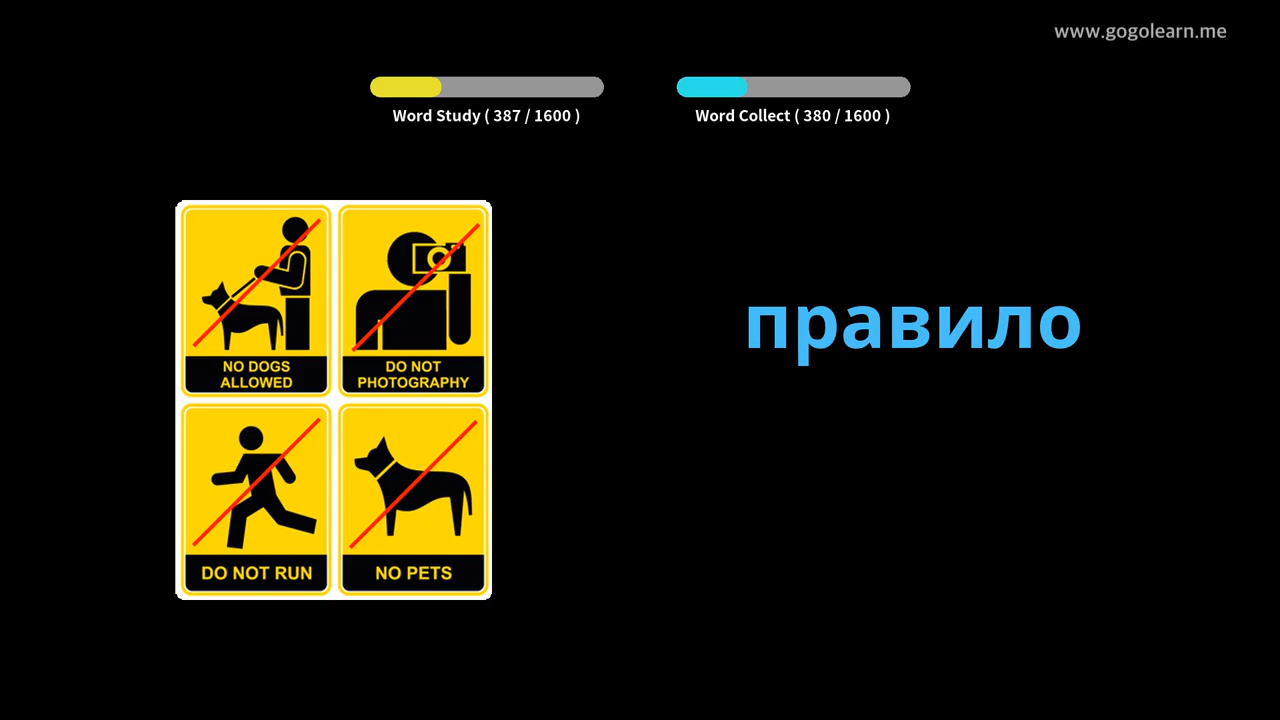 www.gogolearn.me
Word Study ( 387 / 1600 )
Word Collect ( 380 / 1600 )
NO DOGS
ALLOWED
DO NOT
PHOTOGRAPHY
DO NOT RUN
NO PETS
правило